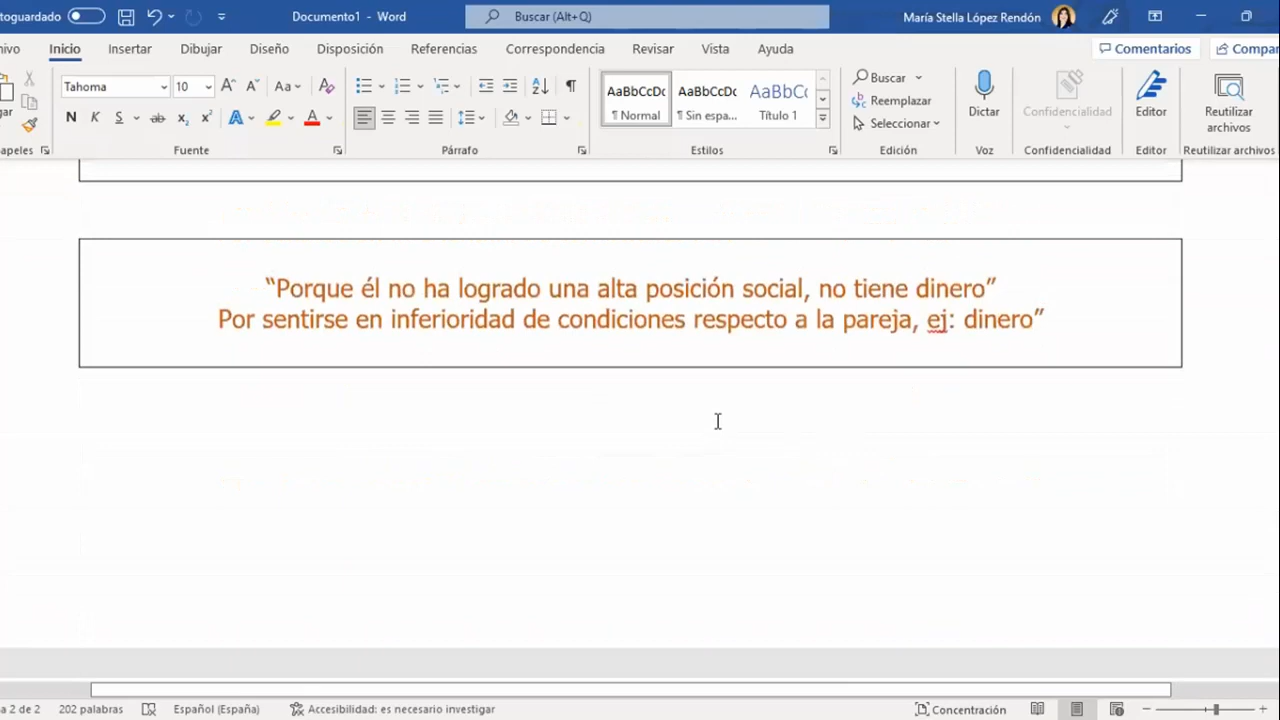 toguardado
Documento1 - Word
Buscar (Alt+Q)
María Stella López Rendón
Inicio Insertar Dibujar Diseño Disposición Referencias Correspondencia Revisar Vista Ayuda
Comentarios
Tahoma 10
Aa
N K S ab x₂ x²
A A
AaBbCcDc AaBbCcDc AaBbCc
¶ Normal ¶ Sin espa... Título 1
Buscar
Reemplazar
Seleccionar
Dictar
Confidencialidad
Editor
Reutilizar
archivos
Fuente Párrafo Estilos Edición Voz Confidencialidad Editor Reutilizar archivos
“Porque él no ha logrado una alta posición social, no tiene dinero”
Por sentirse en inferioridad de condiciones respecto a la pareja, ej: dinero”
a 2 de 2 202 palabras Español (España) Accesibilidad: es necesario investigar Concentración